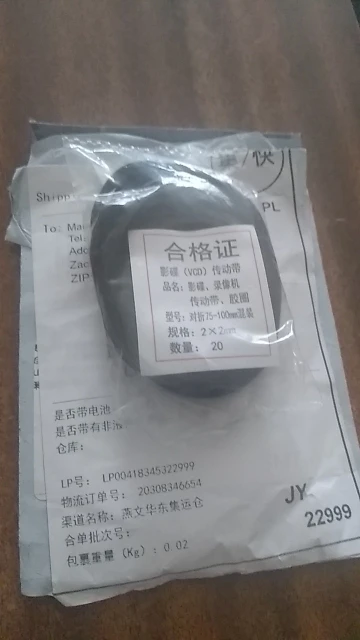 快
PL
Shipp
To: Mai
Tel:
Add
Zac
ZIP
合格证
影碟（VCD）传动带
品名：影碟、录像机
传动带、胶圈
型号：对折75-100mm混装
规格：2×2mm
数量：20
是否带电池
是否带有非液
仓库：
LP号： LP00418345322999
物流订单号： 20308346654
渠道名称：燕文华东集运仓
合单批次号：
包裹重量（Kg）：0 02
JY
22999